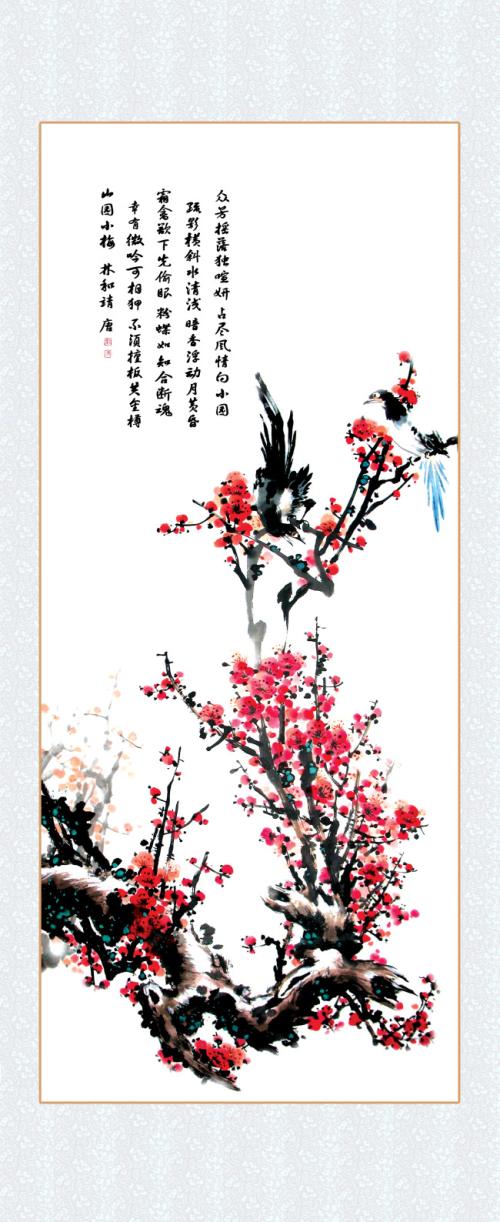 众芳摇落独喧妍 占尽风情向小园
疏影横斜水清浅 暗香浮动月黄昏
霜禽欲下先偷眼 粉蝶如知合断魂
幸有微吟可相狎 不须檀板共金樽
山园小梅 林和靖 唐